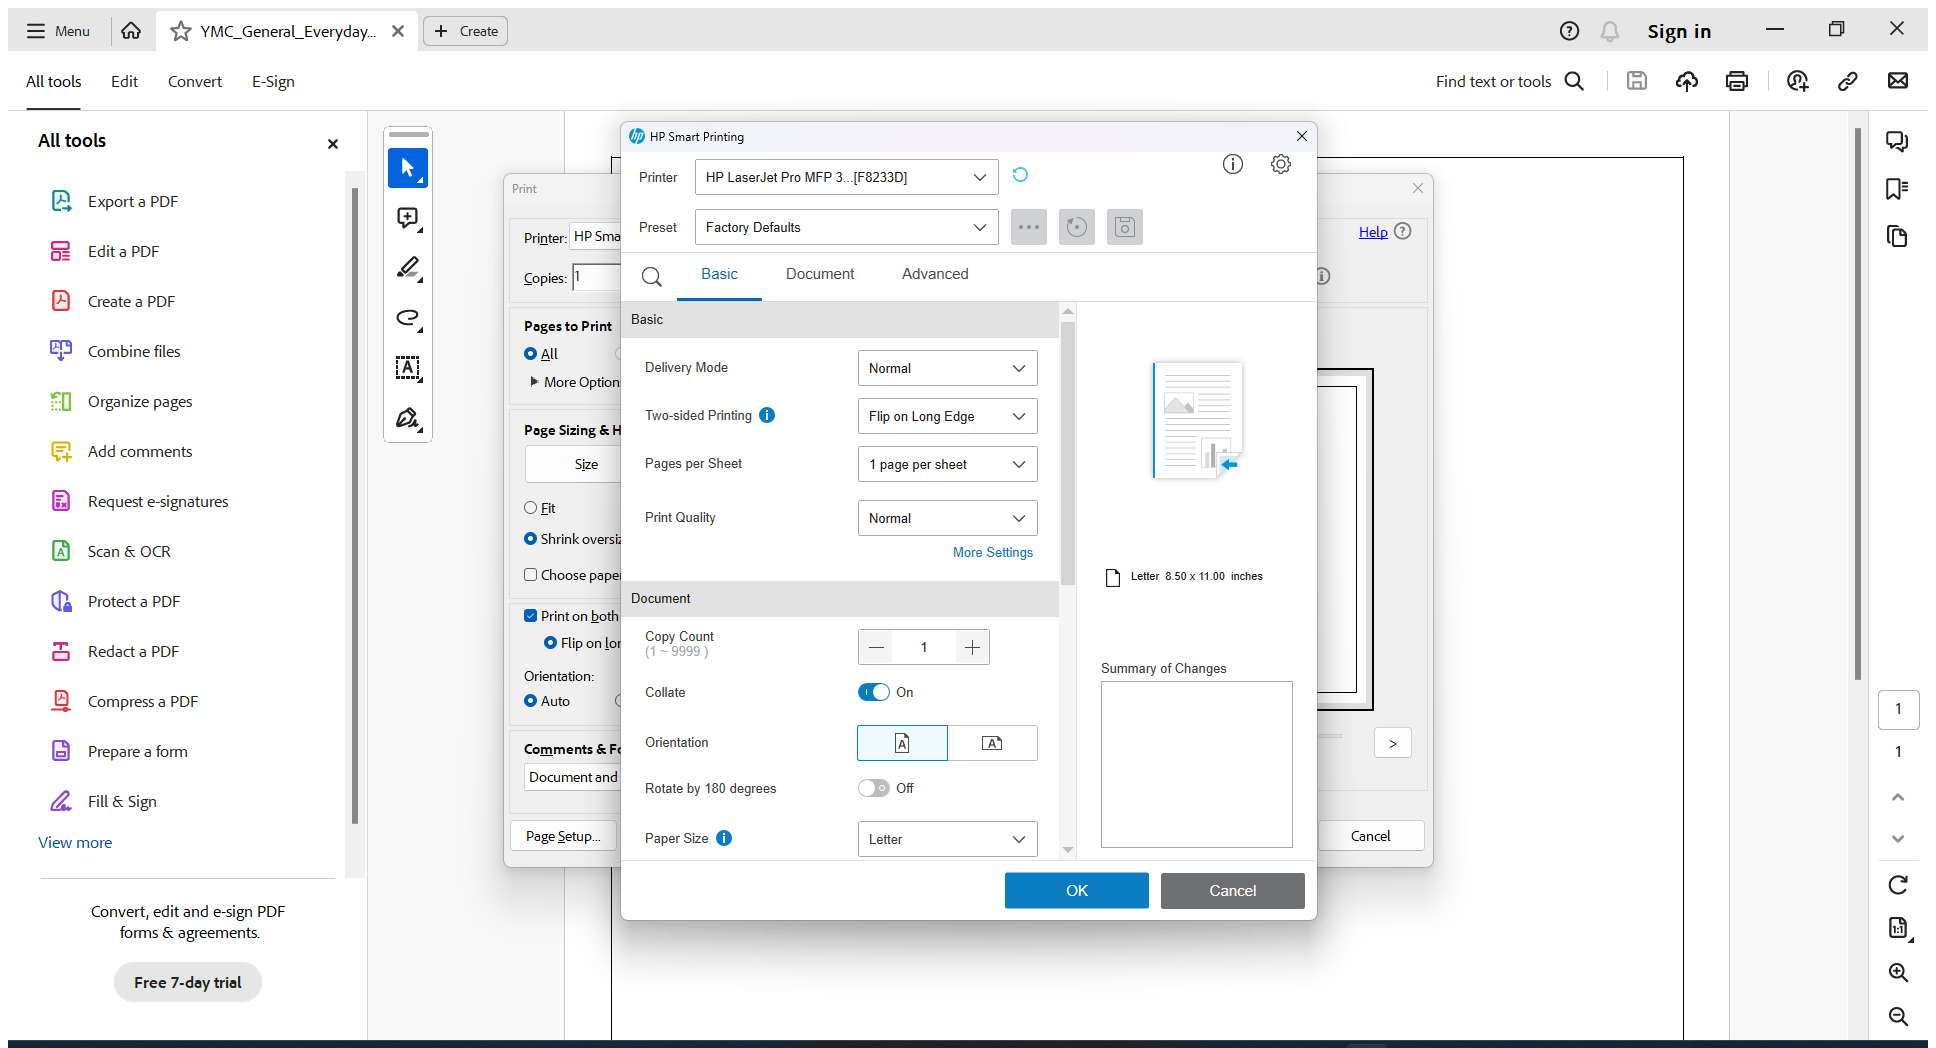 Menu
YMC_General_Everyday...
Create
Sign in
All tools
Edit
Convert
E-Sign
Find text or tools
All tools
Export a PDF
Edit a PDF
Create a PDF
Combine files
Organize pages
Add comments
Request e-signatures
Scan & OCR
Protect a PDF
Redact a PDF
Compress a PDF
Prepare a form
Fill & Sign
View more
Convert, edit and e-sign PDF
forms & agreements.
Free 7-day trial
Print
Printer: HP Sma
Copies: 1
Help
Pages to Print
All
More Option
Page Sizing & H
Size
Fit
Shrink oversi
Choose pape
Print on both
Flip on lon
Orientation:
Auto
Comments & Fo
Document and
Page Setup...
>
Cancel
HP Smart Printing
Printer
HP LaserJet Pro MFP 3...[F8233D]
Preset
Factory Defaults
Basic
Document
Advanced
Basic
Delivery Mode
Normal
Two-sided Printing
Flip on Long Edge
Pages per Sheet
1 page per sheet
Print Quality
Normal
More Settings
Document
Copy Count
(1 ~ 9999 )
1
Collate
On
Orientation
Rotate by 180 degrees
Off
Paper Size
Letter
Letter 8.50 x 11.00 inches
Summary of Changes
OK
Cancel
1
1